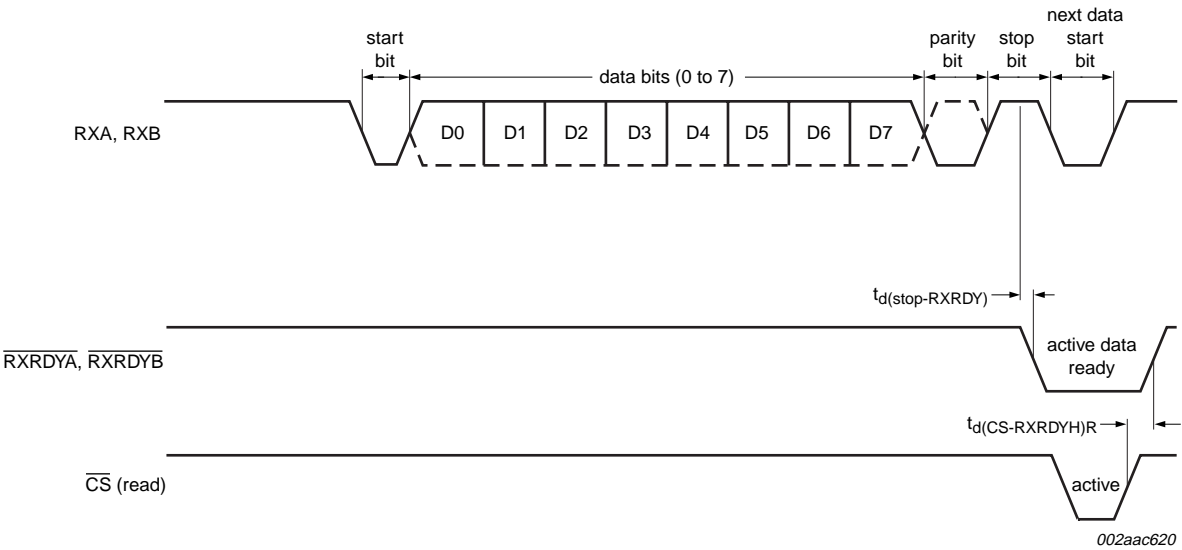 next data
start
bit
start
bit
parity
bit
stop
bit
data bits (0 to 7)
RXA, RXB
D0 D1 D2 D3 D4 D5 D6 D7
td(stop-RXRDY)
RXRDYA, RXRDYB
active data
ready
td(CS-RXRDYH)R
CS (read)
active
002aac620